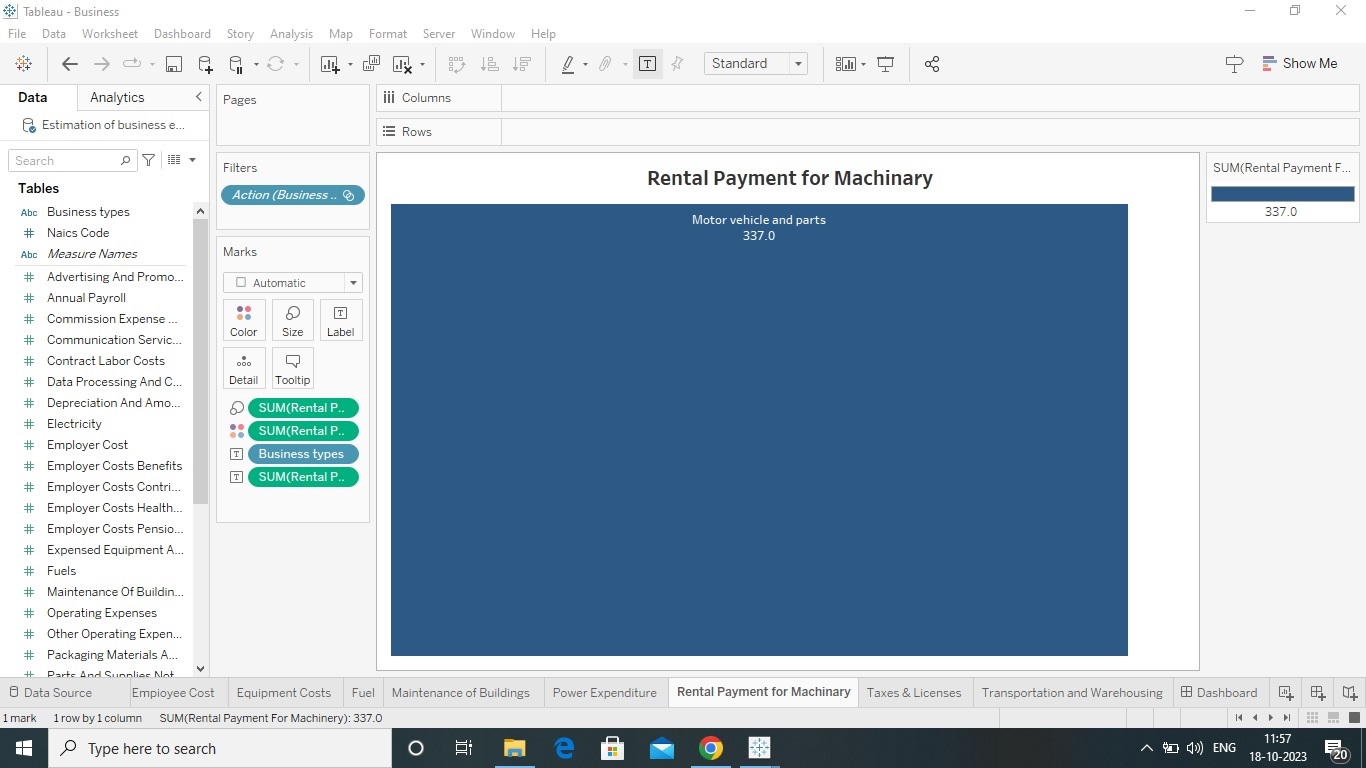 Tableau - Business
File Data Worksheet Dashboard Story Analysis Map Format Server Window Help
Standard
Show Me
Data Analytics
Estimation of business e...
Search
Tables
Abc Business types
# Naics Code
Abc Measure Names
# Advertising And Promo...
# Annual Payroll
# Commission Expense ...
# Communication Servic...
# Contract Labor Costs
# Data Processing And C...
# Depreciation And Amo...
# Electricity
# Employer Cost
# Employer Costs Benefits
# Employer Costs Contri...
# Employer Costs Health...
# Employer Costs Pensio...
# Expensed Equipment A...
# Fuels
# Maintenance Of Buildin...
# Operating Expenses
# Other Operating Expen...
# Packaging Materials A...
# Parts And Supplies Not
Pages
Filters
Action (Business ..
Marks
Automatic
Color Size T Label
Detail Tooltip
SUM(Rental P..
SUM(Rental P..
T Business types
T SUM(Rental P..
Columns
Rows
Rental Payment for Machinary
Motor vehicle and parts
337.0
SUM(Rental Payment F...
337.0
Data Source Empioyee Cost Equipment Costs Fuel Maintenance of Buildings Power Expenditure Rental Payment for Machinary Taxes & Licenses Transportation and Warehousing Dashboard
1 mark 1 row by 1 column SUM(Rental Payment For Machinery): 337.0
Type here to search
ENG
11:57
18-10-2023
20